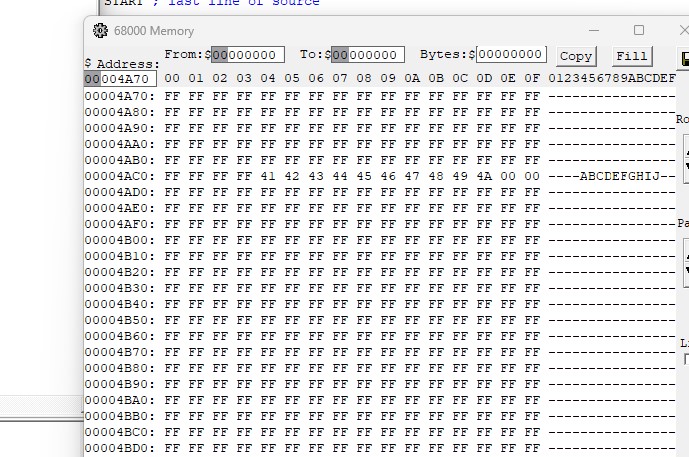 START ; last line of source
68000 Memory
From:$00000000 To:$00000000 Bytes:$00000000 Copy Fill
$ Address:
00004A70 00 01 02 03 04 05 06 07 08 09 0A 0B 0C 0D 0E 0F 0123456789ABCDEF
00004A70: FF FF FF FF FF FF FF FF FF FF FF FF FF FF FF FF ----------------
Ro
00004A80: FF FF FF FF FF FF FF FF FF FF FF FF FF FF FF FF ----------------
00004A90: FF FF FF FF FF FF FF FF FF FF FF FF FF FF FF FF ----------------
00004AA0: FF FF FF FF FF FF FF FF FF FF FF FF FF FF FF FF ----------------
00004AB0: FF FF FF FF FF FF FF FF FF FF FF FF FF FF FF FF ----------------
00004AC0: FF FF FF FF 41 42 43 44 45 46 47 48 49 4A 00 00 ----ABCDEFGHIJ--
00004AD0: FF FF FF FF FF FF FF FF FF FF FF FF FF FF FF FF ----------------
00004AE0: FF FF FF FF FF FF FF FF FF FF FF FF FF FF FF FF ----------------
00004AF0: FF FF FF FF FF FF FF FF FF FF FF FF FF FF FF FF ----------------
Pa
00004B00: FF FF FF FF FF FF FF FF FF FF FF FF FF FF FF FF ----------------
00004B10: FF FF FF FF FF FF FF FF FF FF FF FF FF FF FF FF ----------------
00004B20: FF FF FF FF FF FF FF FF FF FF FF FF FF FF FF FF ----------------
00004B30: FF FF FF FF FF FF FF FF FF FF FF FF FF FF FF FF ----------------
00004B40: FF FF FF FF FF FF FF FF FF FF FF FF FF FF FF FF ----------------
00004B50: FF FF FF FF FF FF FF FF FF FF FF FF FF FF FF FF ----------------
00004B60: FF FF FF FF FF FF FF FF FF FF FF FF FF FF FF FF ----------------
Li
00004B70: FF FF FF FF FF FF FF FF FF FF FF FF FF FF FF FF ----------------
00004B80: FF FF FF FF FF FF FF FF FF FF FF FF FF FF FF FF ----------------
00004B90: FF FF FF FF FF FF FF FF FF FF FF FF FF FF FF FF ----------------
00004BA0: FF FF FF FF FF FF FF FF FF FF FF FF FF FF FF FF ----------------
00004BB0: FF FF FF FF FF FF FF FF FF FF FF FF FF FF FF FF ----------------
00004BC0: FF FF FF FF FF FF FF FF FF FF FF FF FF FF FF FF ----------------
00004BD0: FF FF FF FF FF FF FF FF FF FF FF FF FF FF FF FF ----------------